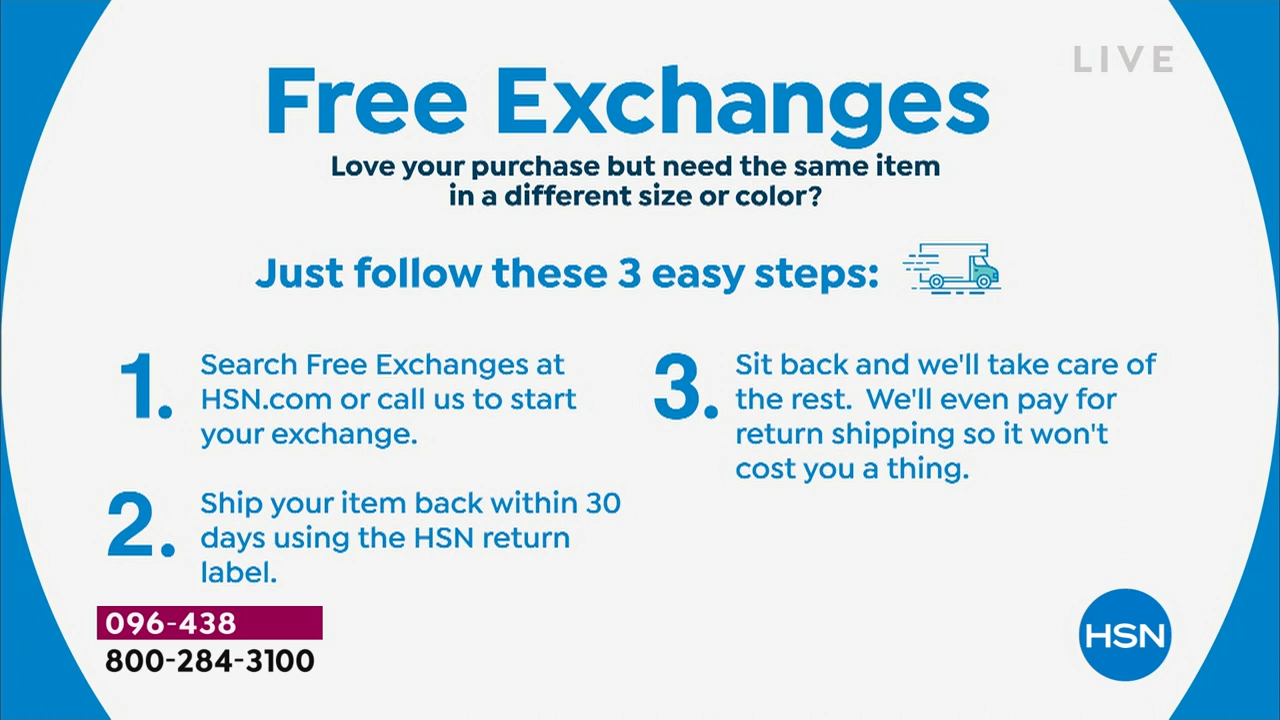 LIVE
Free Exchanges
Love your purchase but need the same item
in a different size or color?
Just follow these 3 easy steps:
1. Search Free Exchanges at
HSN.com or call us to start
your exchange.
2. Ship your item back within 30
days using the HSN return
label.
3. Sit back and we'll take care of
the rest. We'll even pay for
return shipping so it won't
cost you a thing.
096-438
800-284-3100
HSN